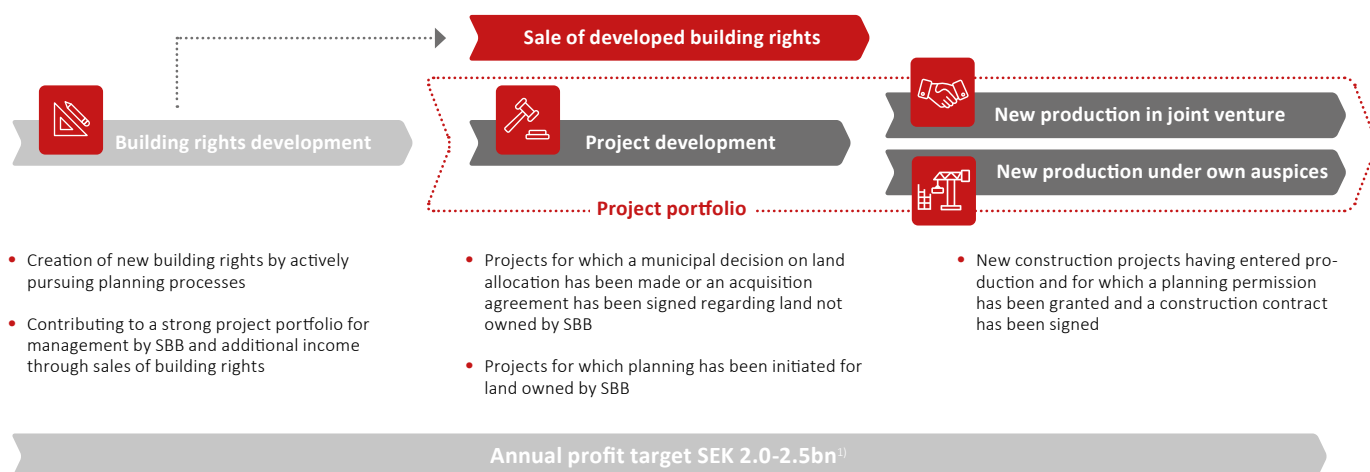 Sale of developed building rights
Building rights development
Project development
New production in joint venture
New production under own auspices
Project portfolio
• Creation of new building rights by actively
pursuing planning processes
• Contributing to a strong project portfolio for
management by SBB and additional income
through sales of building rights
• Projects for which a municipal decision on land
allocation has been made or an acquisition
agreement has been signed regarding land not
owned by SBB
• Projects for which planning has been initiated for
land owned by SBB
• New construction projects having entered pro-
duction and for which a planning permission
has been granted and a construction contract
has been signed
Annual profit target SEK 2.0-2.5bn1)